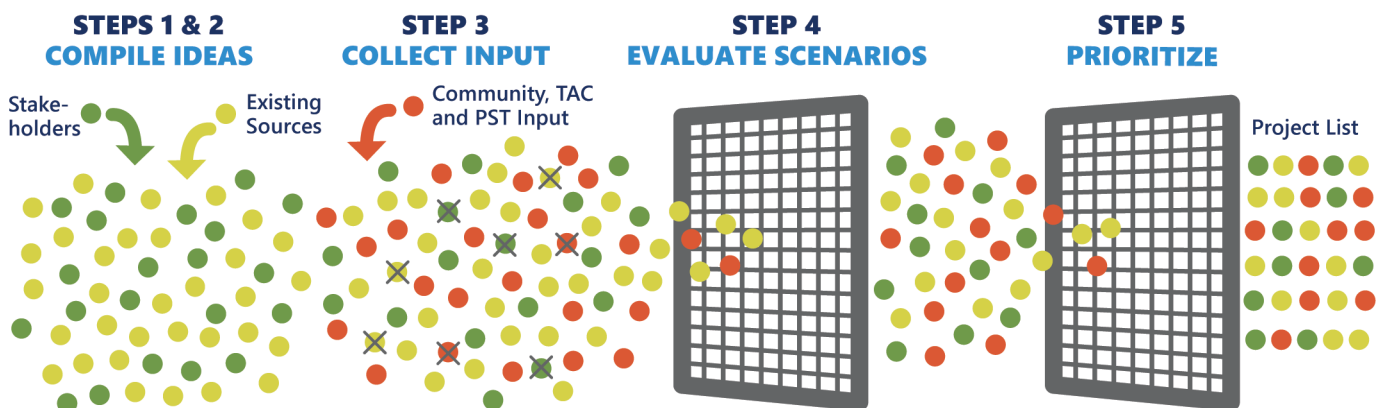 STEPS 1 & 2
COMPILE IDEAS
Stake-
holders
Existing
Sources
STEP 3
COLLECT INPUT
Community, TAC
and PST Input
STEP 4
EVALUATE SCENARIOS
STEP 5
PRIORITIZE
Project List